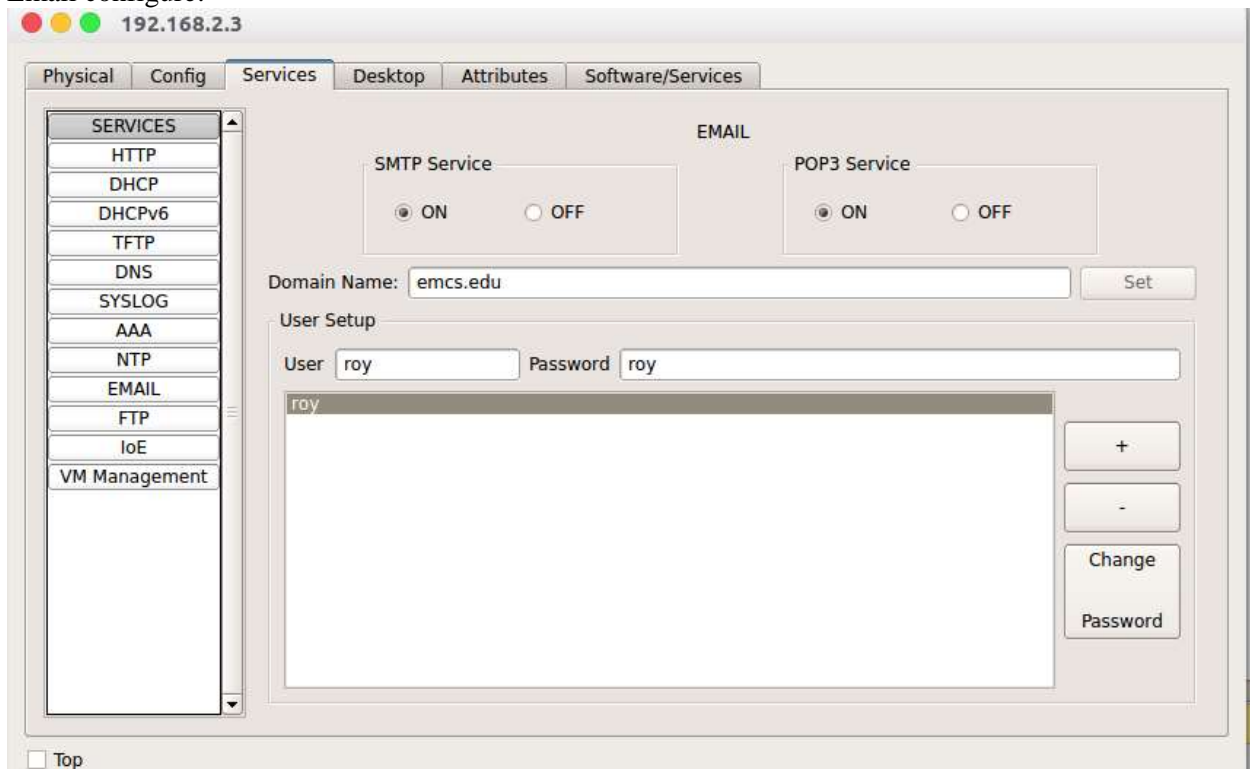 Email configure:
192.168.2.3
Physical Config Services Desktop Attributes Software/Services
SERVICES
HTTP
DHCP
DHCPv6
TFTP
DNS
SYSLOG
AAA
NTP
EMAIL
FTP
IoE
VM Management
EMAIL
SMTP Service
ON OFF
POP3 Service
ON OFF
Domain Name: emcs.edu Set
User Setup
User roy Password roy
roy
+
-
Change
Password
Top